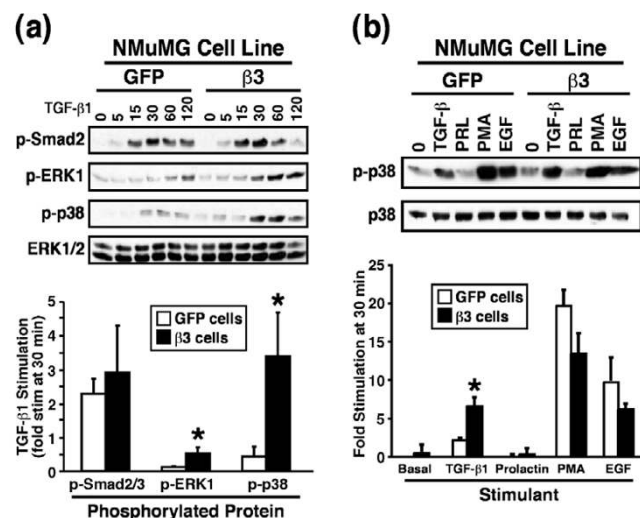 (a)
NMuMG Cell Line
GFP β3
TGF-β1 0 5 15 30 60 120 0 5 15 30 60 120
p-Smad2
p-ERK1
p-p38
ERK1/2
TGF-β1 Stimulation
(fold stim at 30 min)
5
4
3
2
1
0
GFP cells
β3 cells
*
*
p-Smad2/3 p-ERK1 p-p38
Phosphorylated Protein
(b)
NMuMG Cell Line
GFP β3
0 TGF-β PRL PMA EGF 0 TGF-β PRL PMA EGF
p-p38
p38
Fold Stimulation at 30 min
25
20
15
10
5
0
GFP cells
β3 cells
*
Basal TGF-β1 Prolactin PMA EGF
Stimulant